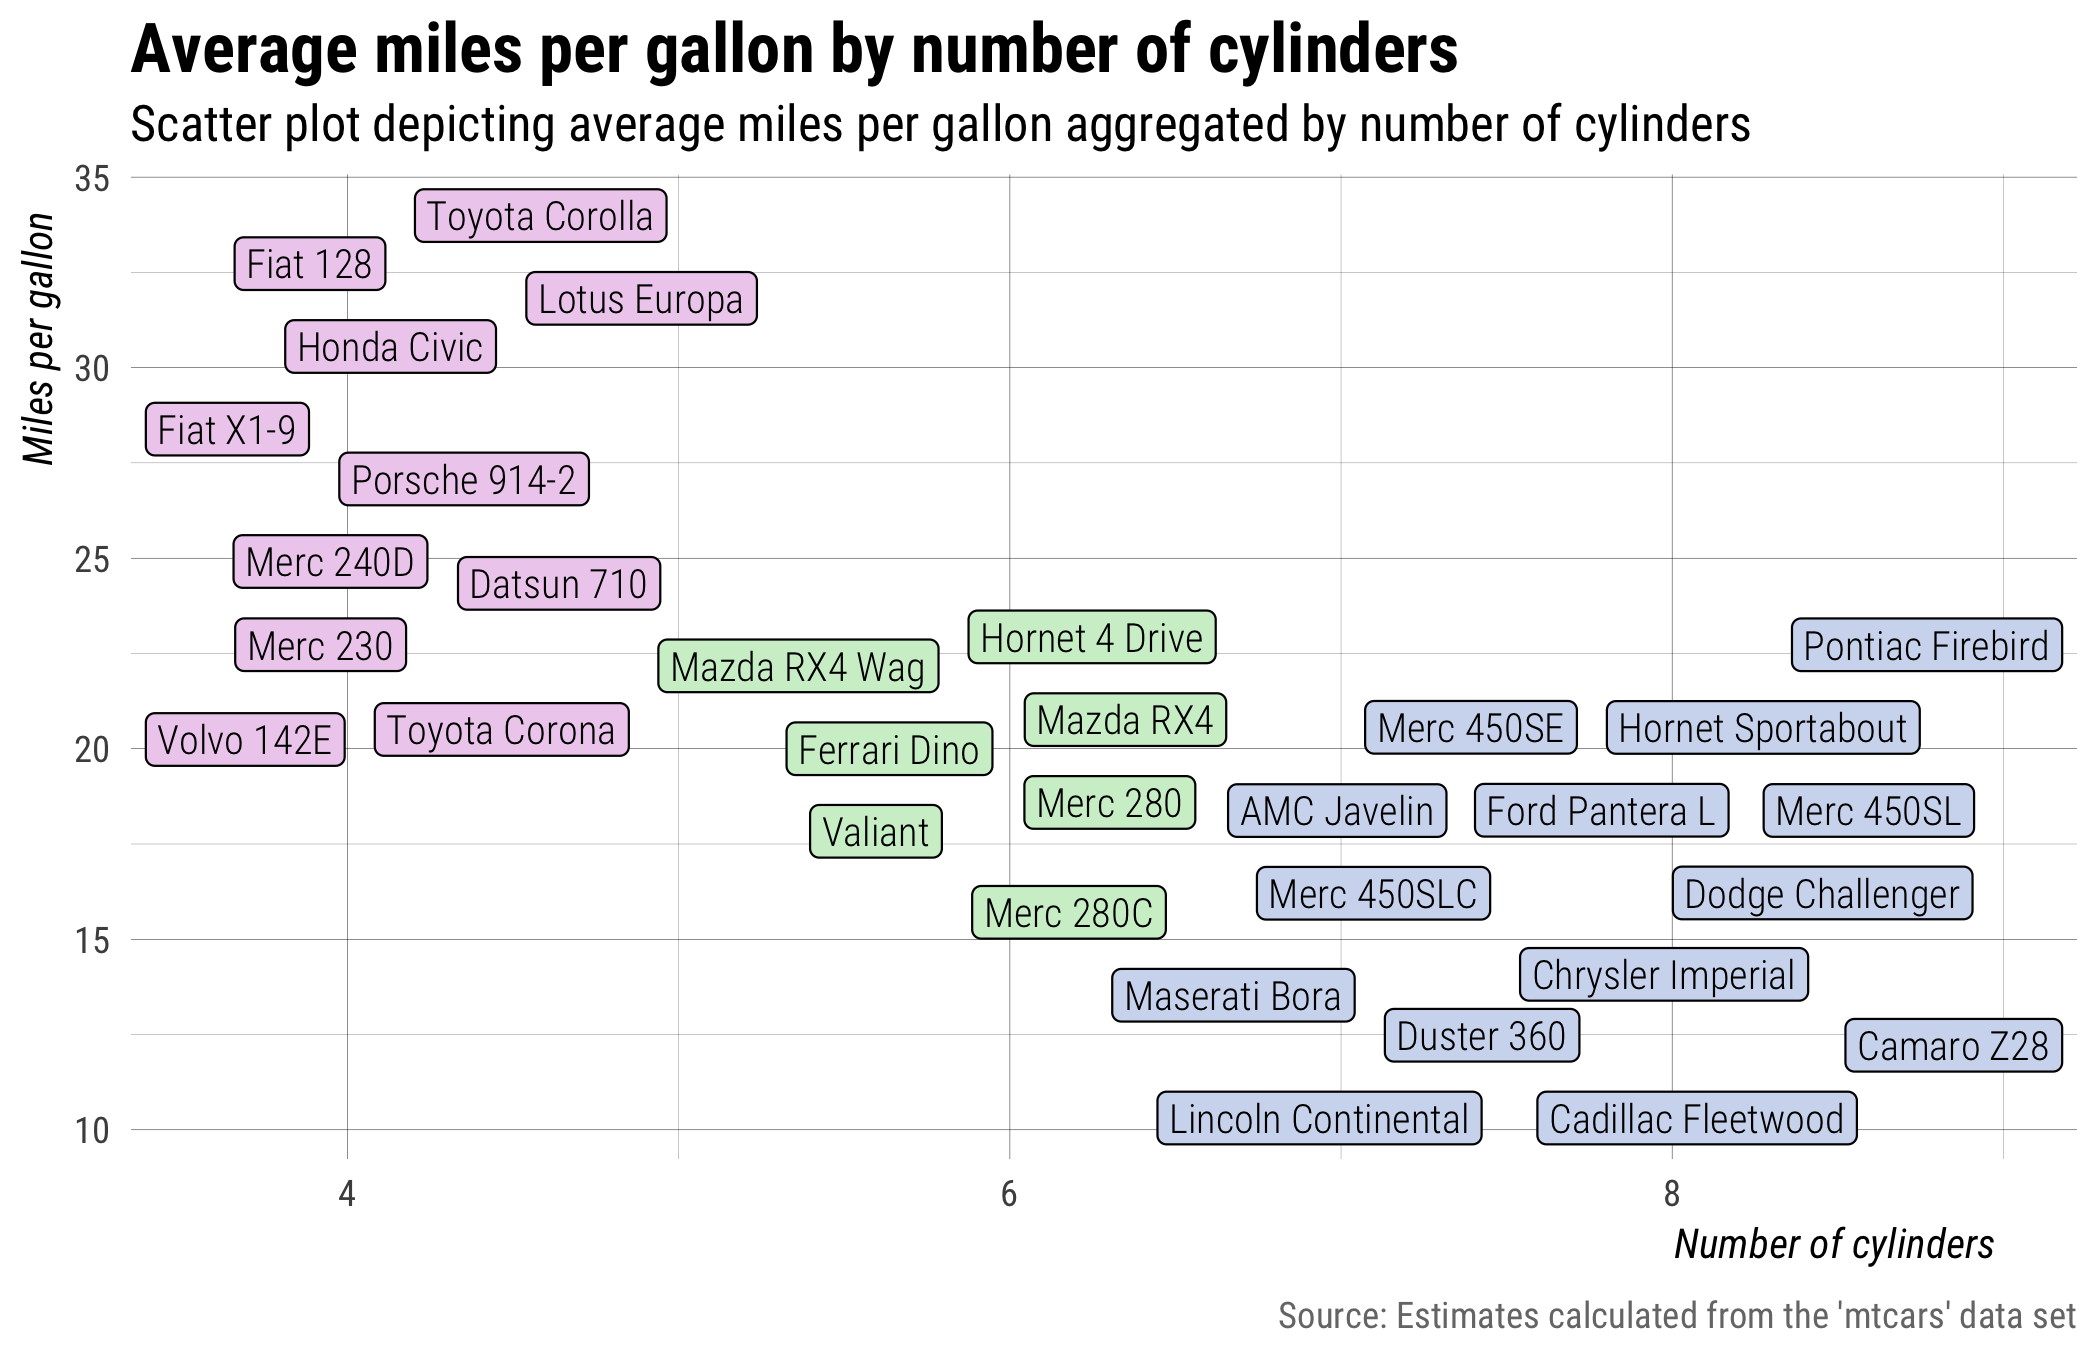 Average miles per gallon by number of cylinders
Scatter plot depicting average miles per gallon aggregated by number of cylinders
Miles per gallon
35
30
25
20
15
10
Toyota Corolla
Fiat 128
Lotus Europa
Honda Civic
Fiat X1-9
Porsche 914-2
Merc 240D
Datsun 710
Merc 230
Volvo 142E
Toyota Corona
Hornet 4 Drive
Mazda RX4 Wag
Mazda RX4
Ferrari Dino
Merc 280
Valiant
Merc 280C
Pontiac Firebird
Merc 450SE
Hornet Sportabout
AMC Javelin
Ford Pantera L
Merc 450SL
Merc 450SLC
Dodge Challenger
Chrysler Imperial
Maserati Bora
Duster 360
Camaro Z28
Lincoln Continental
Cadillac Fleetwood
4
6
8
Number of cylinders
Source: Estimates calculated from the 'mtcars' data set